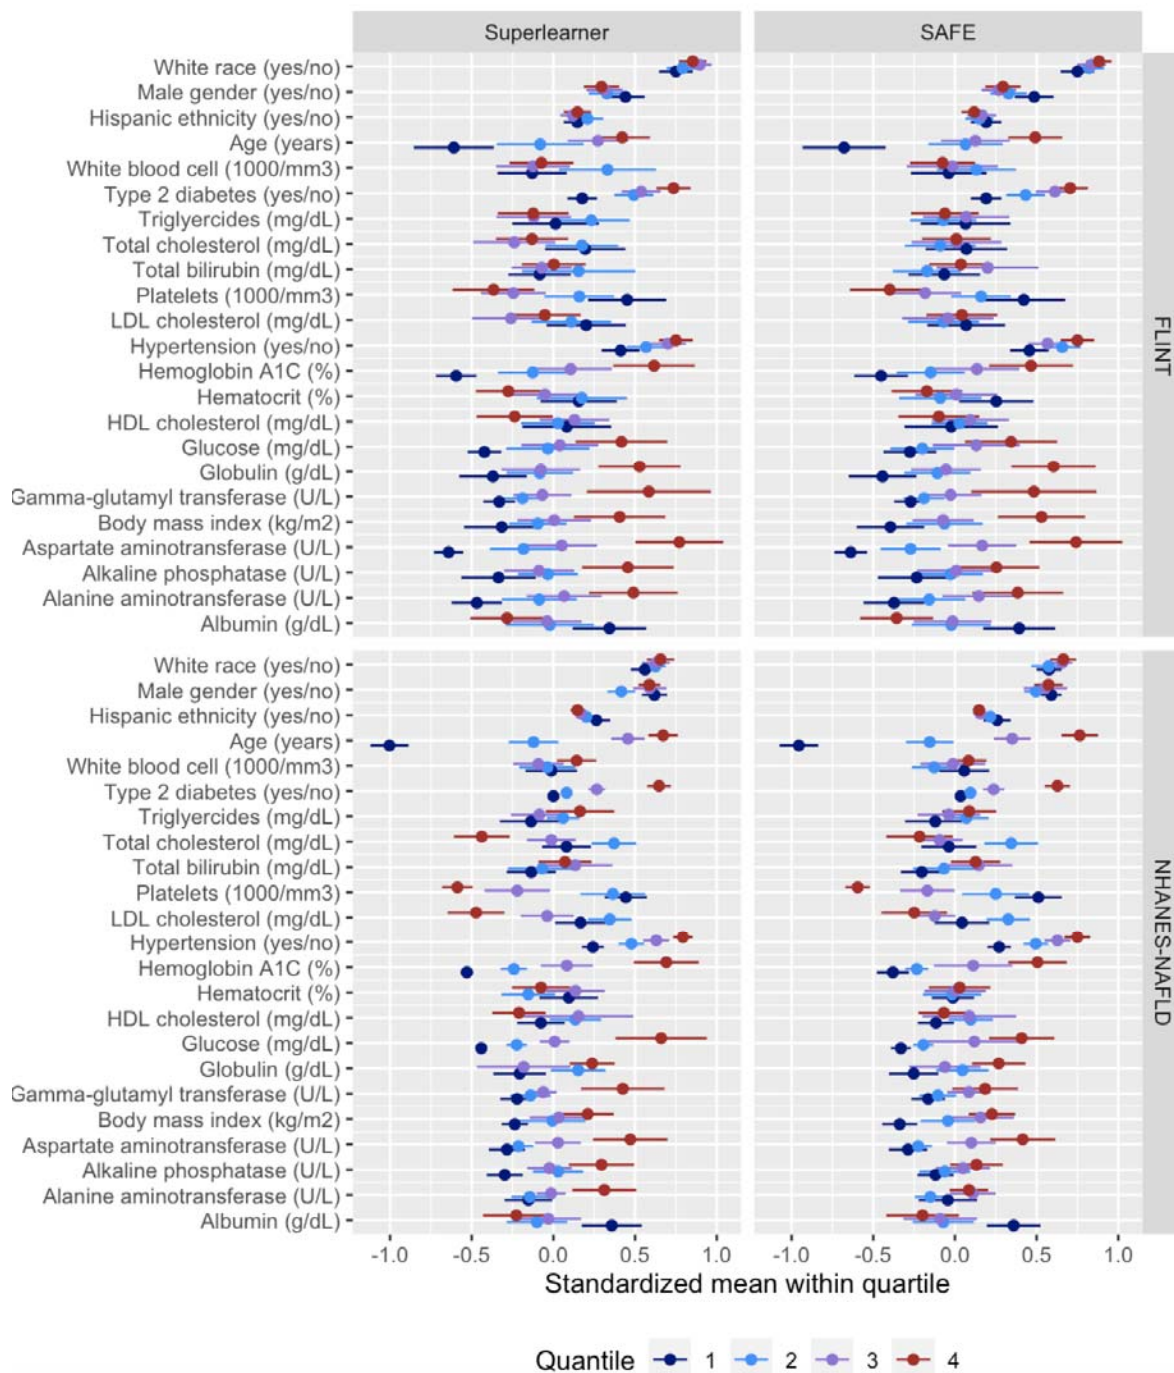 Superlearner
SAFE
White race (yes/no)
Male gender (yes/no)
Hispanic ethnicity (yes/no)
Age (years)
White blood cell (1000/mm3)
Type 2 diabetes (yes/no)
Triglyercides (mg/dL)
Total cholesterol (mg/dL)
Total bilirubin (mg/dL)
Platelets (1000/mm3)
LDL cholesterol (mg/dL)
Hypertension (yes/no)
Hemoglobin A1C (%)
Hematocrit (%)
HDL cholesterol (mg/dL)
Glucose (mg/dL)
Globulin (g/dL)
Gamma-glutamyl transferase (U/L)
Body mass index (kg/m2)
Aspartate aminotransferase (U/L)
Alkaline phosphatase (U/L)
Alanine aminotransferase (U/L)
Albumin (g/dL)
FLINT
White race (yes/no)
Male gender (yes/no)
Hispanic ethnicity (yes/no)
Age (years)
White blood cell (1000/mm3)
Type 2 diabetes (yes/no)
Triglyercides (mg/dL)
Total cholesterol (mg/dL)
Total bilirubin (mg/dL)
Platelets (1000/mm3)
LDL cholesterol (mg/dL)
Hypertension (yes/no)
Hemoglobin A1C (%)
Hematocrit (%)
HDL cholesterol (mg/dL)
Glucose (mg/dL)
Globulin (g/dL)
Gamma-glutamyl transferase (U/L)
Body mass index (kg/m2)
Aspartate aminotransferase (U/L)
Alkaline phosphatase (U/L)
Alanine aminotransferase (U/L)
Albumin (g/dL)
NHANES-NAFLD
-1.0 -0.5 0.0 0.5 1.0 -1.0 -0.5 0.0 0.5 1.0
Standardized mean within quartile
Quantile 1 2 3 4